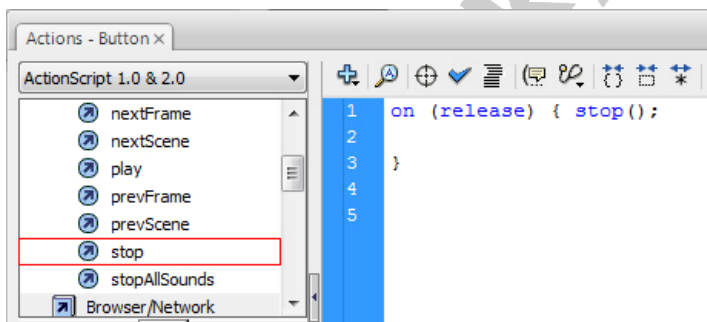 Actions - Button ×
ActionScript 1.0 & 2.0
nextFrame
nextScene
play
prevFrame
prevScene
stop
stopAllSounds
Browser/Network
1 on (release) { stop();
2
3 }
4
5